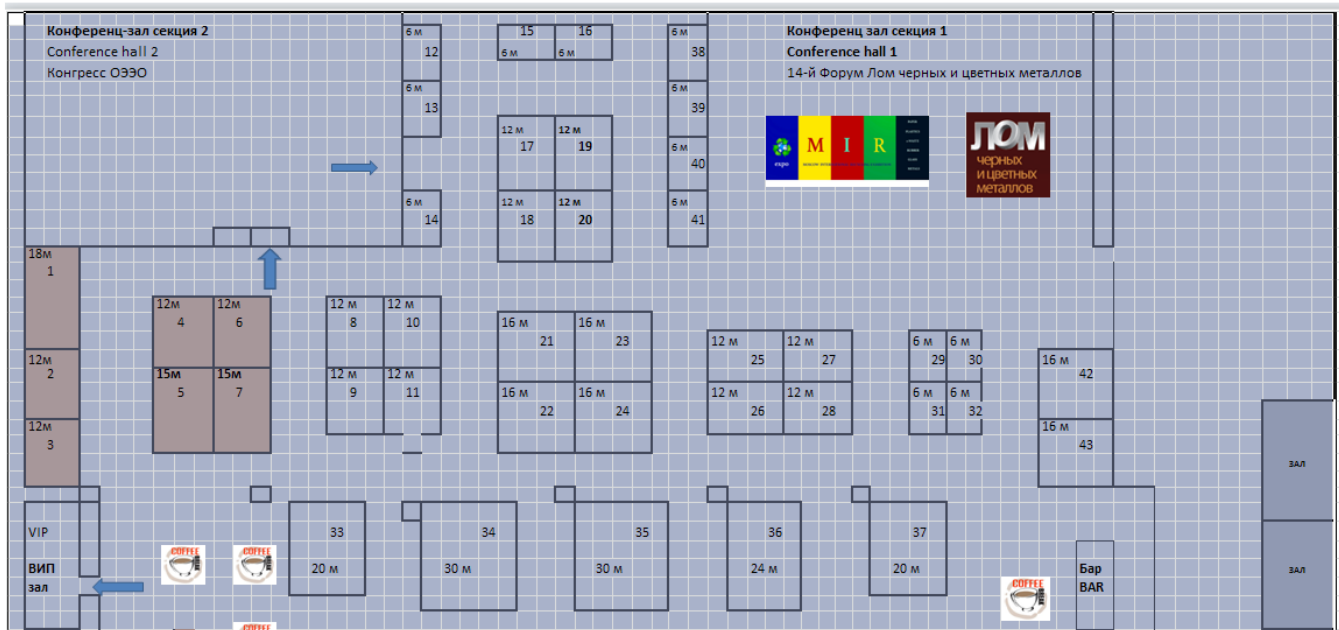 Конференц-зал секция 2
Conference hall 2
Конгресс ОЭЭО
6 м
12
6 м
13
6 м
14
15
16
6 м
6 м
12 м
17
12 м
19
12 м
18
12 м
20
6 м
38
6 м
39
6 м
40
6 м
41
Конференц зал секция 1
Conference hall 1
14-й Форум Лом черных и цветных металлов
expo
M I R
ЛОМ
черных
и цветных
металлов
18м
1
12м
2
12м
3
12м
4
12м
6
15м
5
15м
7
12 м
8
12 м
10
12 м
9
12 м
11
16 м
21
16 м
23
16 м
22
16 м
24
12 м
25
12 м
27
12 м
26
12 м
28
6 м
29
6 м
30
6 м
31
6 м
32
16 м
42
16 м
43
ЗАЛ
ЗАЛ
VIP
ВИП
зал
COFFEE
COFFEE
COFFEE
33
20 м
34
30 м
35
30 м
36
24 м
37
20 м
COFFEE
Бар
BAR